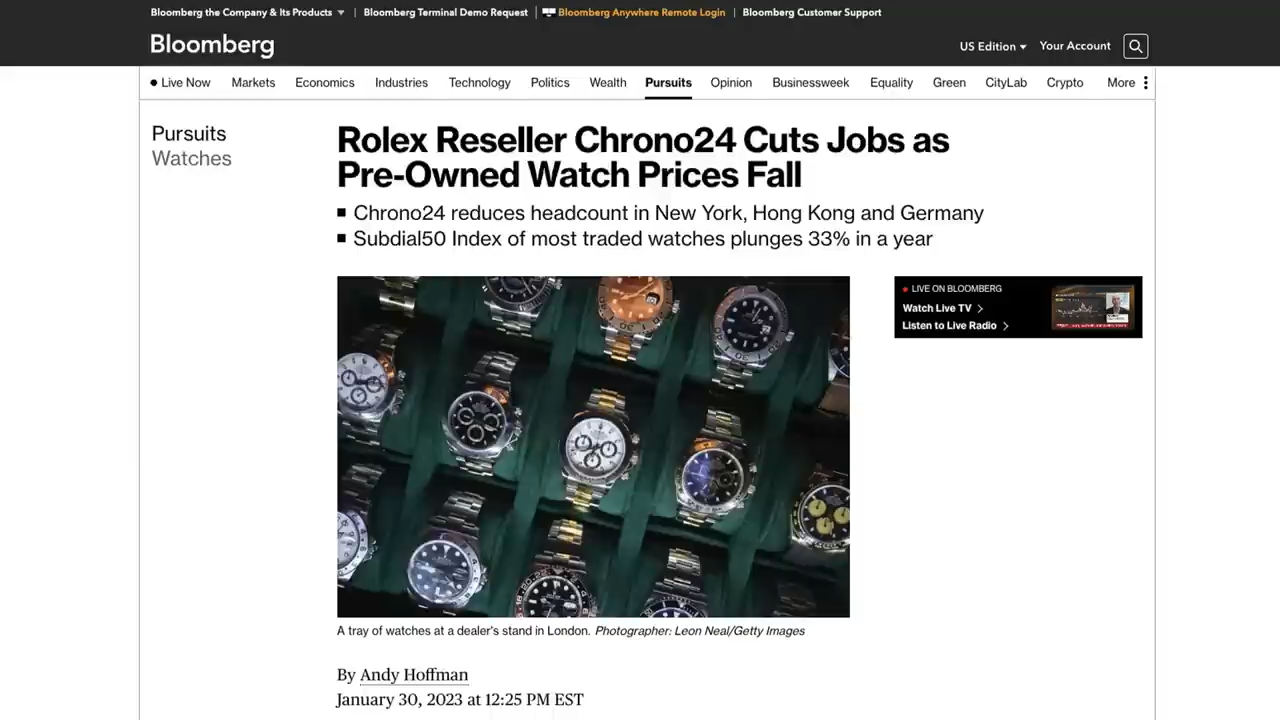 Bloomberg the Company & Its Products
Bloomberg Terminal Demo Request
Bloomberg Anywhere Remote Login
Bloomberg Customer Support
Bloomberg
US Edition
Your Account
Live Now
Markets
Economics
Industries
Technology
Politics
Wealth
Pursuits
Opinion
Businessweek
Equality
Green
CityLab
Crypto
More
Pursuits
Watches
Rolex Reseller Chrono24 Cuts Jobs as
Pre-Owned Watch Prices Fall
Chrono24 reduces headcount in New York, Hong Kong and Germany
Subdial50 Index of most traded watches plunges 33% in a year
LIVE ON BLOOMBERG
Watch Live TV
Listen to Live Radio
A tray of watches at a dealer's stand in London. Photographer: Leon Neal/Getty Images
By Andy Hoffman
January 30, 2023 at 12:25 PM EST